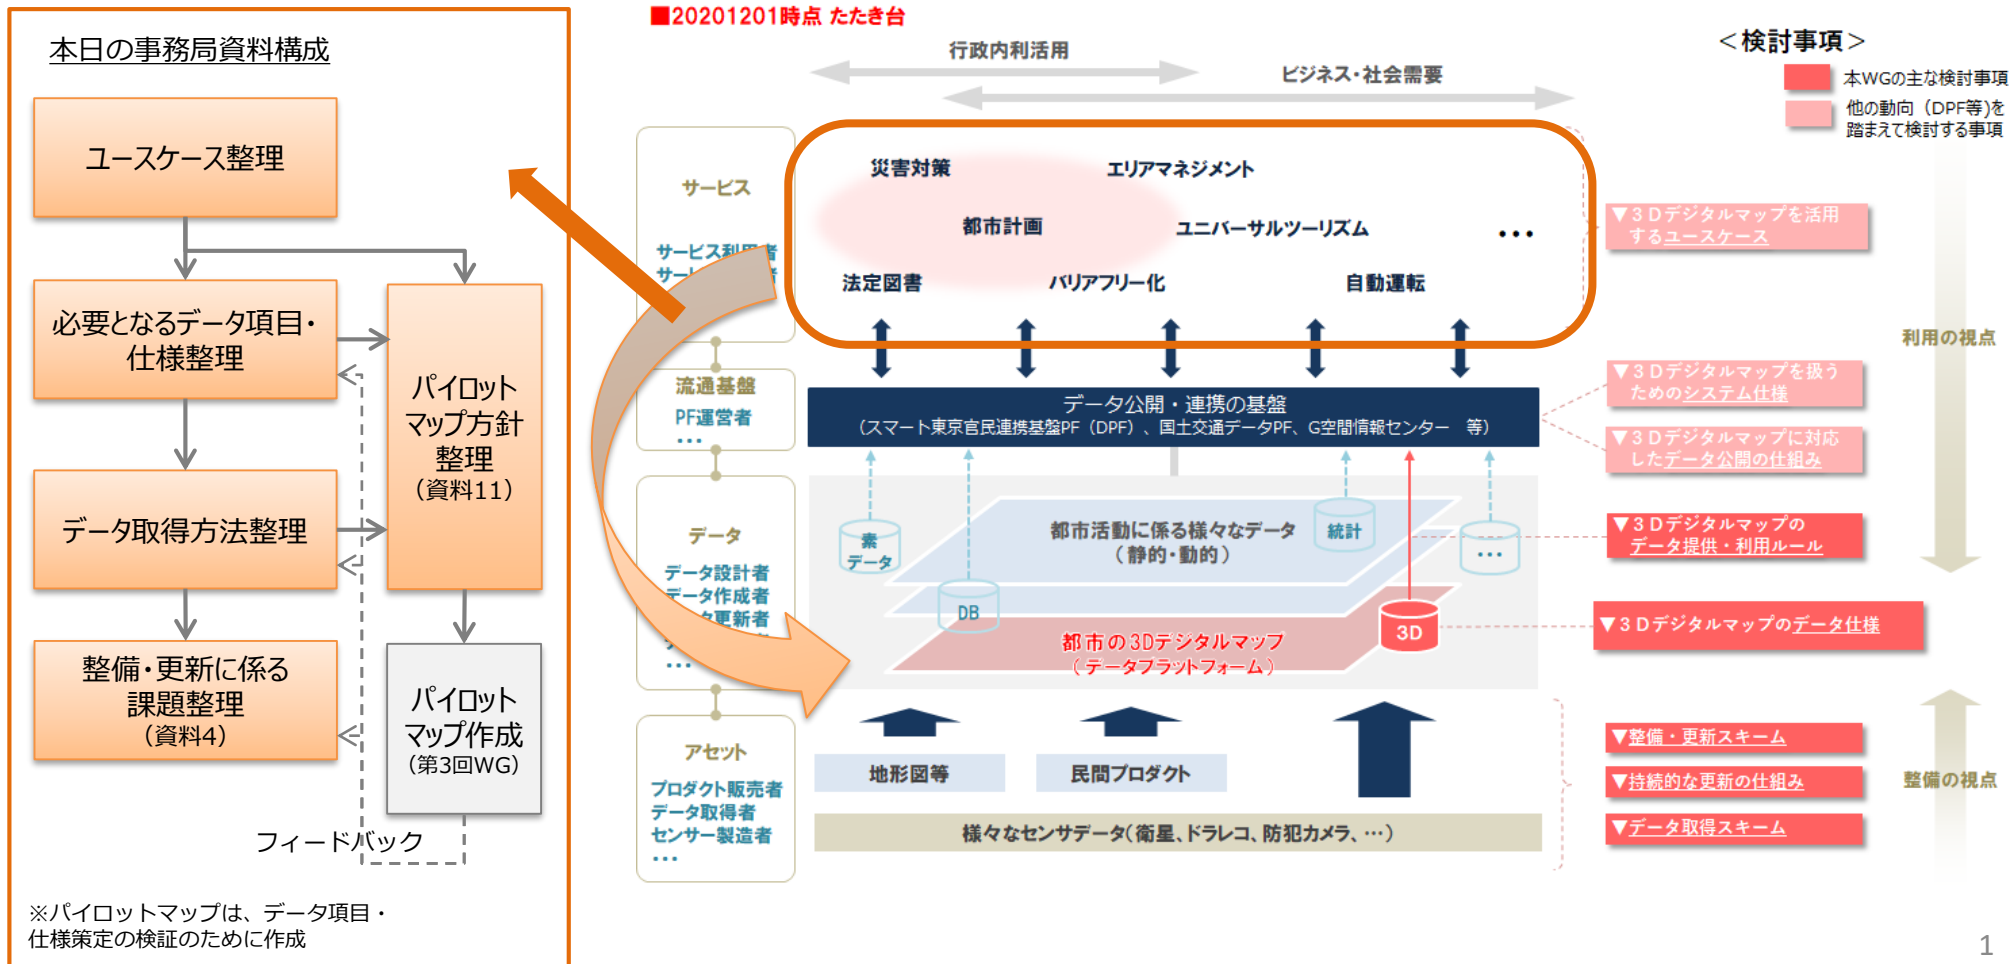 本日の事務局資料構成
ユースケース整理
必要となるデータ項目・
仕様整理
データ取得方法整理
整備・更新に係る
課題整理
（資料4）
パイロット
マップ方針
整理
（資料11）
パイロット
マップ作成
（第3回WG）
フィードバック
※パイロットマップは、データ項目・
仕様策定の検証のために作成
■20201201時点 たたき台
行政内利活用
ビジネス・社会需要
サービス
サービス利用者
サー
者
流通基盤
PF運営者
・・・
データ
データ設計者
データ作成者
タ更新者
・・・
アセット
プロダクト販売者
データ取得者
センサー製造者
・・・
災害対策
エリアマネジメント
都市計画
ユニバーサルツーリズム
・・・
法定図書
バリアフリー化
自動運転
データ公開・連携の基盤
（スマート東京官民連携基盤PF（DPF）、国土交通データPF、G空間情報センター 等）
都市活動に係る様々なデータ
（静的・動的）
素
データ
DB
統計
・・・
3D
都市の3Dデジタルマップ
（データプラットフォーム）
地形図等
民間プロダクト
様々なセンサデータ（衛星、ドラレコ、防犯カメラ、…）
＜検討事項＞
本WGの主な検討事項
他の動向（DPF等)を
踏まえて検討する事項
▼３Ｄデジタルマップを活用
するユースケース
▼３Ｄデジタルマップを扱う
ためのシステム仕様
▼３Ｄデジタルマップに対応
したデータ公開の仕組み
▼３Ｄデジタルマップの
データ提供・利用ルール
▼３Ｄデジタルマップのデータ仕様
▼整備・更新スキーム
▼持続的な更新の仕組み
▼データ取得スキーム
利用の視点
整備の視点
1